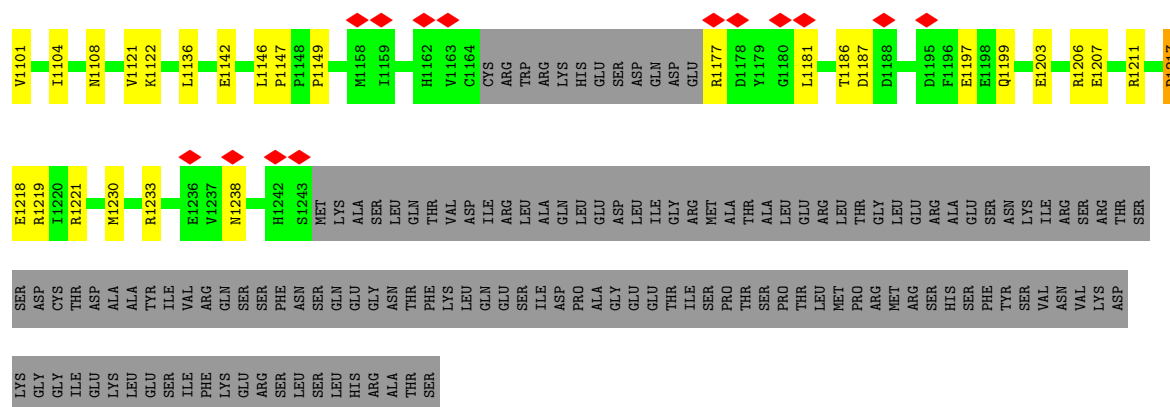 V1101 I1104 N1108 V1121 K1122 L1136 E1142 L1146 P1147 P1148 P1149 M1158 I1159 H1162 V1163 C1164 CYS ARG TRP ARG LYS HIS GLU SER ASP GLN ASP GLU R1177 D1178 Y1179 G1180 L1181 T1186 D1187 D1188 D1195 F1196 E1197 E1198 Q1199 E1203 R1206 E1207 R1211
E1218 R1219 I1220 R1221 M1230 R1233 E1236 V1237 N1238 H1242 S1243 MET LYS ALA SER LEU GLN THR VAL ASP ILE ARG LEU ALA GLN LEU GLU ASP LEU ILE GLY ARG MET ALA THR ALA LEU GLU ARG LEU THR GLY LEU GLU ARG ALA GLU SER ASN LYS ILE ARG SER ARG THR SER
SER ASP CYS THR ASP ALA ALA TYR ILE VAL ARG GLN SER SER PHE ASN SER GLN GLU GLY ASN THR PHE LYS LEU GLN GLU SER ILE ASP PRO ALA GLY GLU GLU THR ILE SER PRO THR SER PRO THR LEU MET PRO ARG MET ARG SER HIS SER PHE TYR SER VAL ASN VAL LYS ASP
LYS GLY GLY ILE GLU LYS LEU GLU SER ILE PHE LYS GLU ARG SER LEU SER LEU HIS ARG ALA THR SER